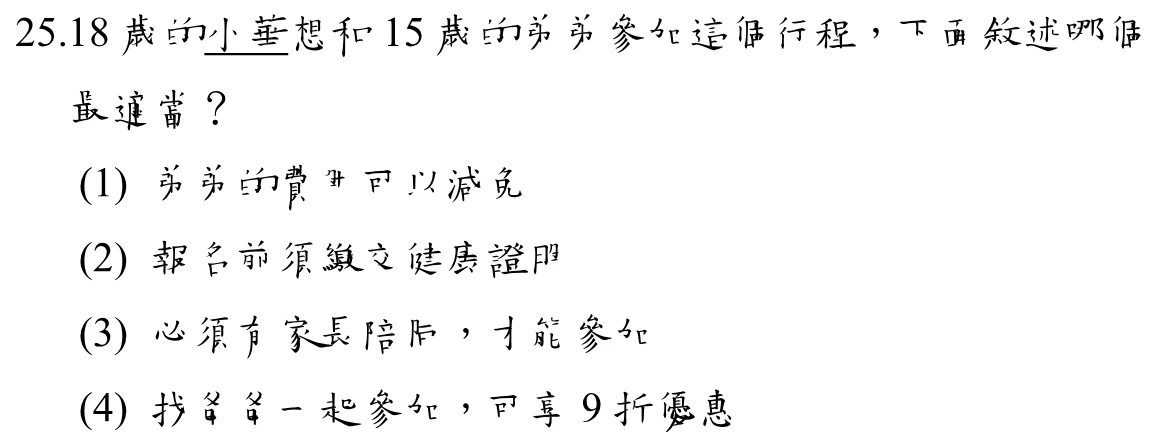 25.18 歲的小華想和 15 歲的弟弟參加這個行程，下面敘述哪個
最適當？
(1) 弟弟的費用可以減免
(2) 報名前須繳交健康證明
(3) 必須有家長陪同，才能參加
(4) 找爸爸一起參加，可享 9 折優惠